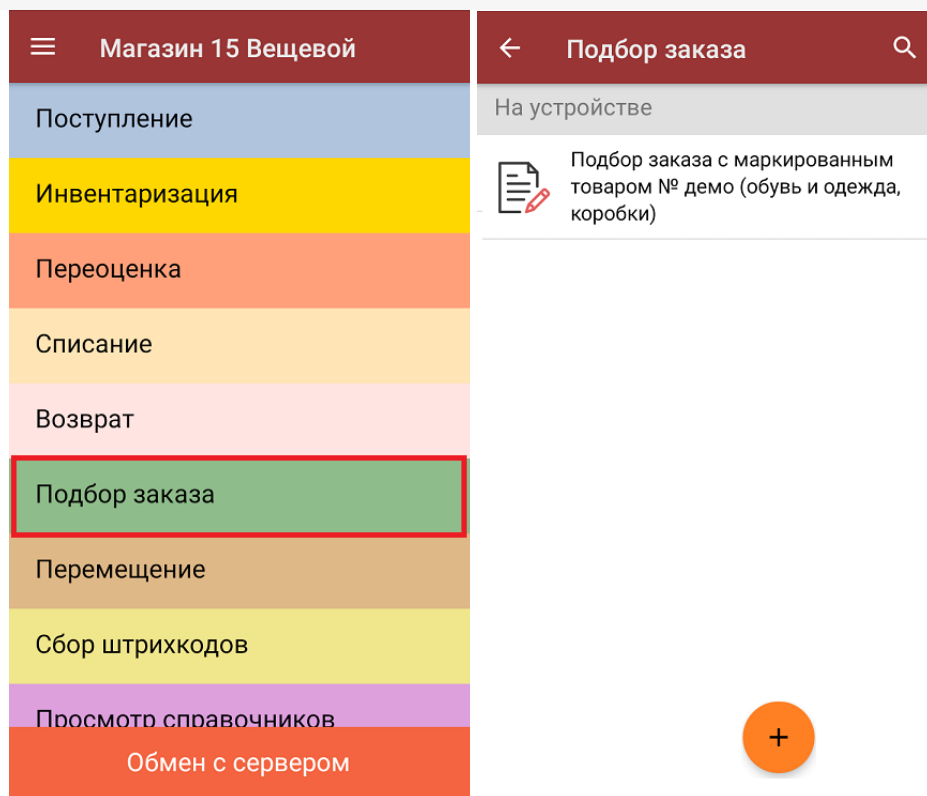 Магазин 15 Вещевой
Поступление
Инвентаризация
Переоценка
Списание
Возврат
Подбор заказа
Перемещение
Сбор штрихкодов
Просмотр справочников
Обмен с сервером
Подбор заказа
На устройстве
Подбор заказа с маркированным
товаром № демо (обувь и одежда,
коробки)
+